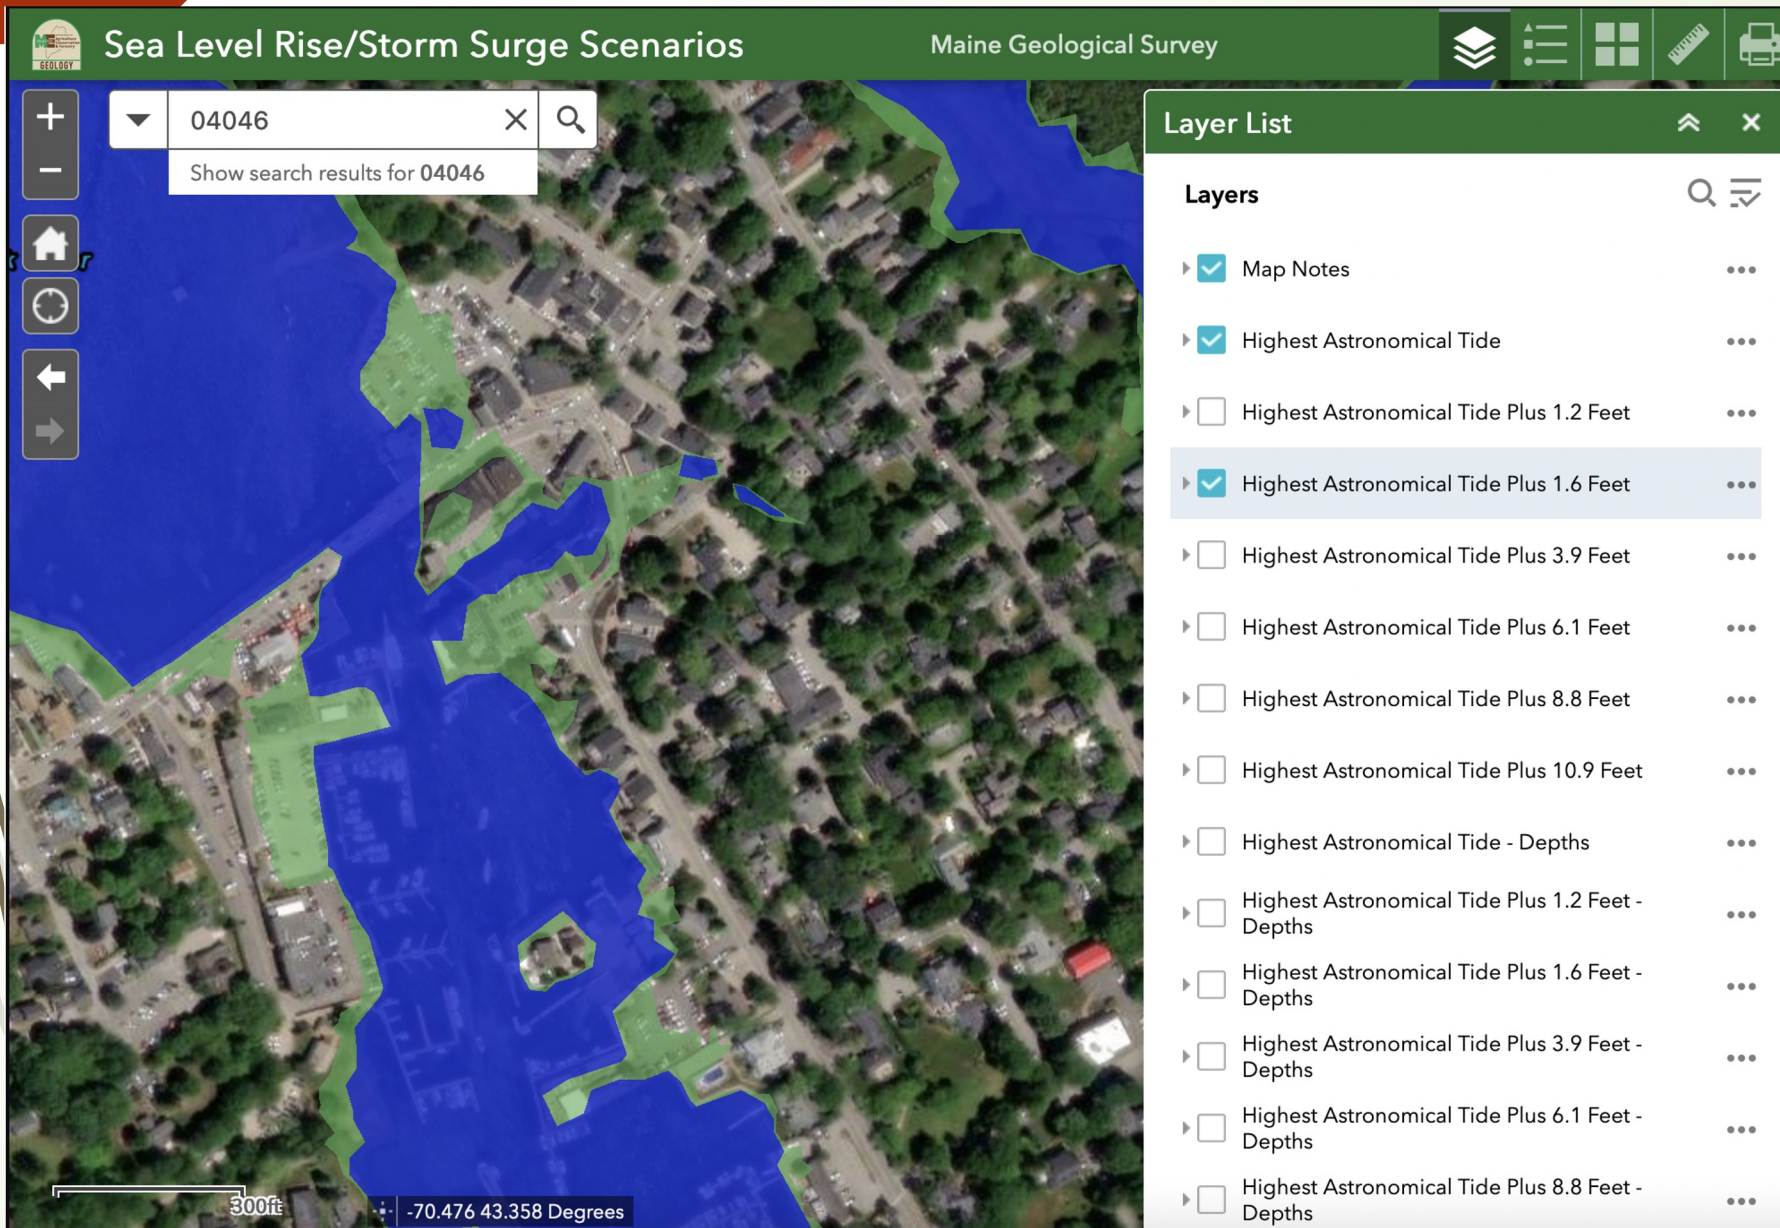 GEOLOGY
Sea Level Rise/Storm Surge Scenarios
Maine Geological Survey
04046
Show search results for 04046
Layer List
Layers
Map Notes
Highest Astronomical Tide
Highest Astronomical Tide Plus 1.2 Feet
Highest Astronomical Tide Plus 1.6 Feet
Highest Astronomical Tide Plus 3.9 Feet
Highest Astronomical Tide Plus 6.1 Feet
Highest Astronomical Tide Plus 8.8 Feet
Highest Astronomical Tide Plus 10.9 Feet
Highest Astronomical Tide - Depths
Highest Astronomical Tide Plus 1.2 Feet -
Depths
Highest Astronomical Tide Plus 1.6 Feet -
Depths
Highest Astronomical Tide Plus 3.9 Feet -
Depths
Highest Astronomical Tide Plus 6.1 Feet -
Depths
Highest Astronomical Tide Plus 8.8 Feet -
Depths
300ft
-70.476 43.358 Degrees